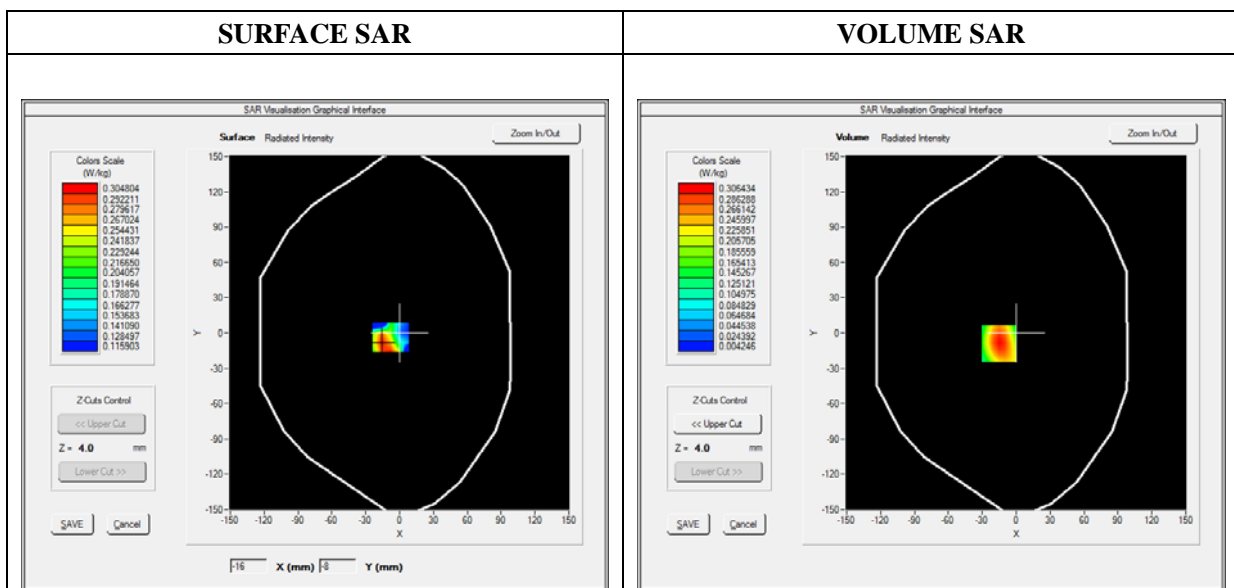 SURFACE SAR
VOLUME SAR
SAR Visualisation Graphical Interface
Surface Radiated Intensity
Zoom In/Out
Colors Scale
(W/kg)
0.304804
0.292211
0.279617
0.267024
0.254431
0.241837
0.229244
0.216650
0.204057
0.191464
0.178870
0.166277
0.153683
0.141090
0.128497
0.115903
Z-Cuts Control
<< Upper Cut
Z = 4.0 mm
Lower Cut >>
SAVE Cancel
150
120
90
60
30
0
-30
-60
-90
-120
-150
Y
-150 -120 -90 -60 -30 0 30 60 90 120 150
X
-16 X (mm) -8 Y (mm)
SAR Visualisation Graphical Interface
Volume Radiated Intensity
Zoom In/Out
Colors Scale
(W/kg)
0.306434
0.286288
0.266142
0.245997
0.225851
0.205705
0.185559
0.165413
0.145267
0.125121
0.104975
0.084829
0.064684
0.044538
0.024392
0.004246
Z-Cuts Control
<< Upper Cut
Z = 4.0 mm
Lower Cut >>
SAVE Cancel
150
120
90
60
30
0
-30
-60
-90
-120
-150
Y
-150 -120 -90 -60 -30 0 30 60 90 120 150
X